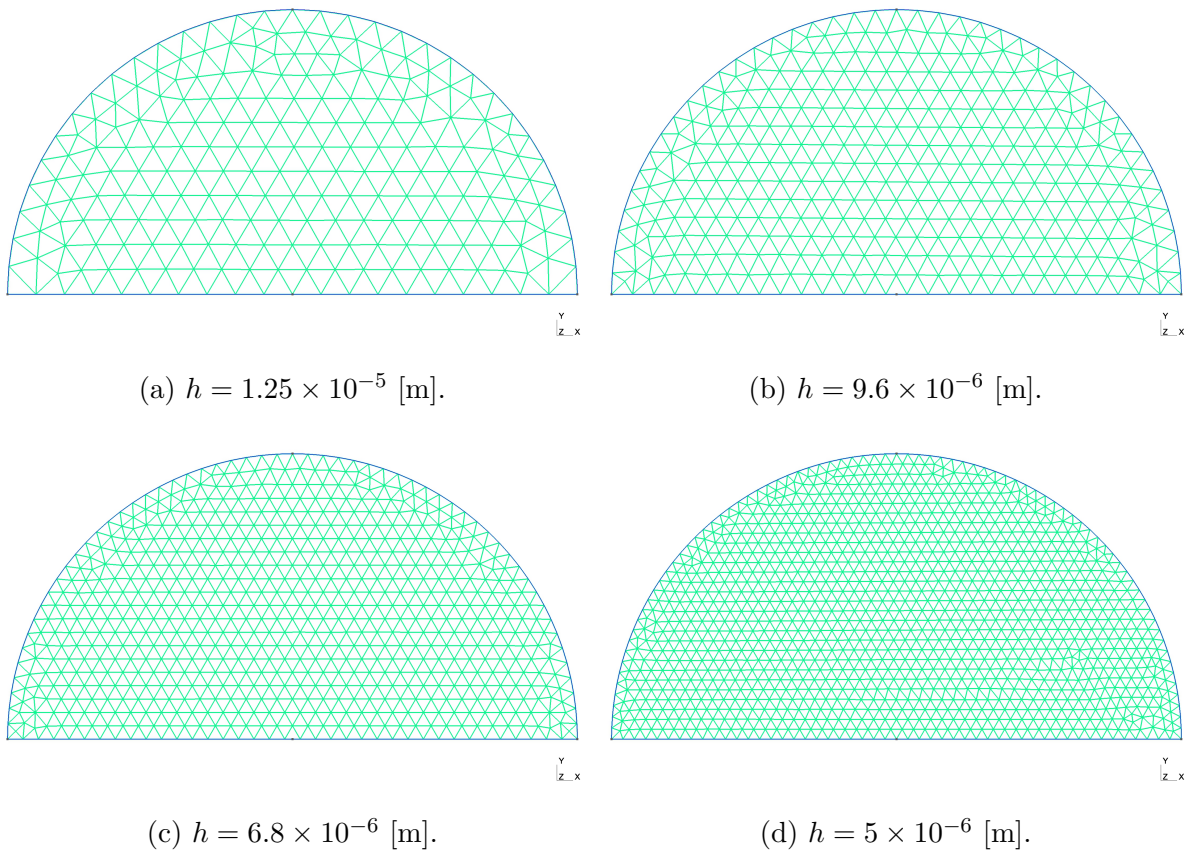 Y
Z X
Y
Z X
(a) h = 1.25 × 10⁻⁵ [m].
(b) h = 9.6 × 10⁻⁶ [m].
Y
Z X
Y
Z X
(c) h = 6.8 × 10⁻⁶ [m].
(d) h = 5 × 10⁻⁶ [m].